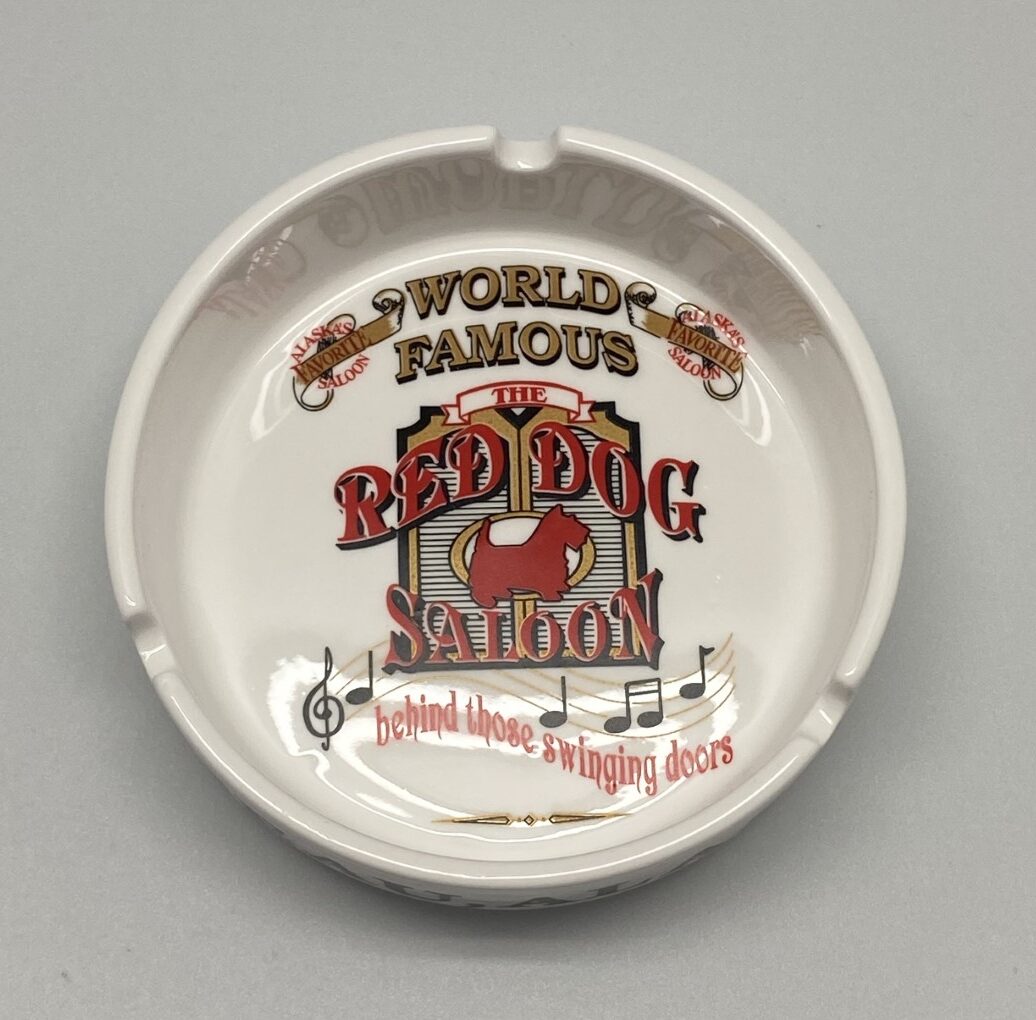 WORLD
FAMOUS
ALASKA'S
FAVORITE
SALOON
ALASKA'S
FAVORITE
SALOON
THE
RED DOG
SALOON
behind those swinging doors